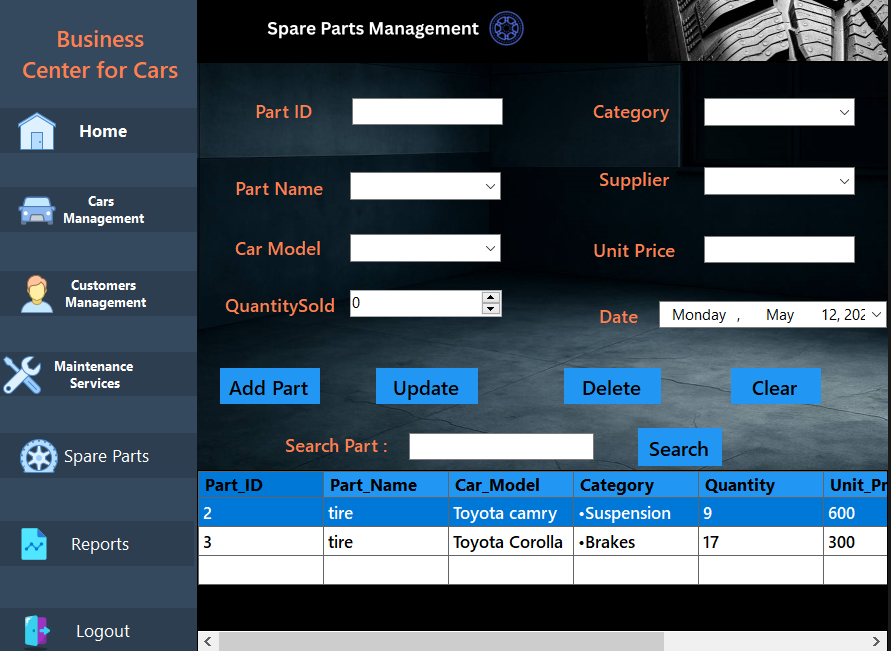 Business
Center for Cars
Home
Cars
Management
Customers
Management
Maintenance
Services
Spare Parts
Reports
Logout
Spare Parts Management
Part ID
Category
Part Name
Supplier
Car Model
Unit Price
QuantitySold 0
Date Monday , May 12, 202
Add Part Update Delete Clear
Search Part : Search
Part_ID Part_Name Car_Model Category Quantity Unit_Pr
2 tire Toyota camry •Suspension 9 600
3 tire Toyota Corolla •Brakes 17 300